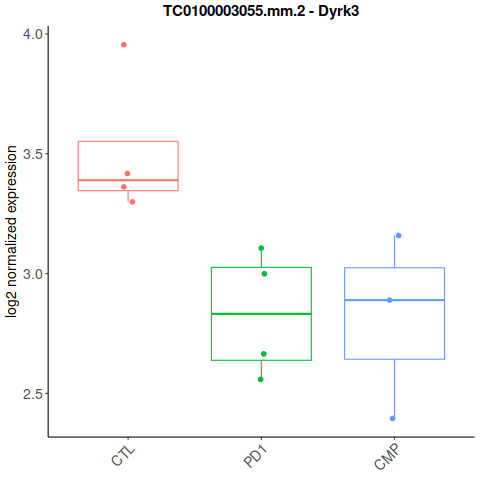 TC0100003055.mm.2 - Dyrk3
log2 normalized expression
4.0
3.5
3.0
2.5
CTL
PD1
CMP